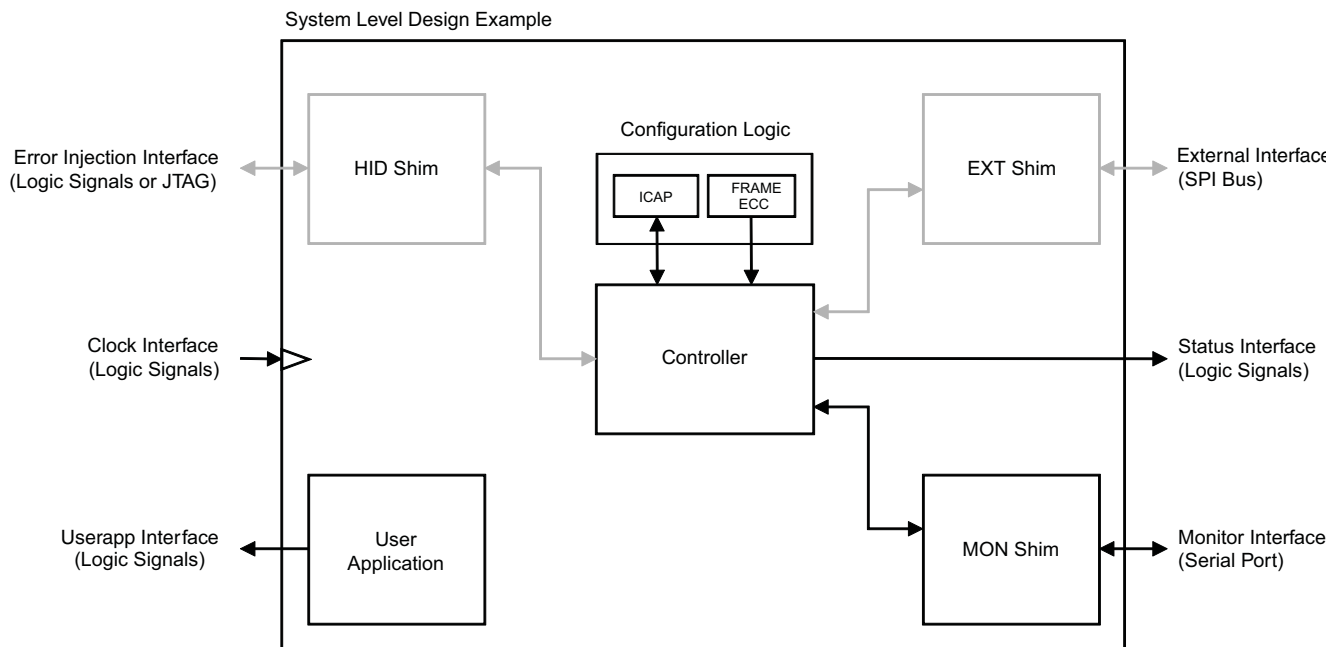 System Level Design Example
Configuration Logic
Error Injection Interface
(Logic Signals or JTAG)
HID Shim
ICAP
FRAME
ECC
EXT Shim
External Interface
(SPI Bus)
Clock Interface
(Logic Signals)
Controller
Status Interface
(Logic Signals)
Userapp Interface
(Logic Signals)
User
Application
MON Shim
Monitor Interface
(Serial Port)